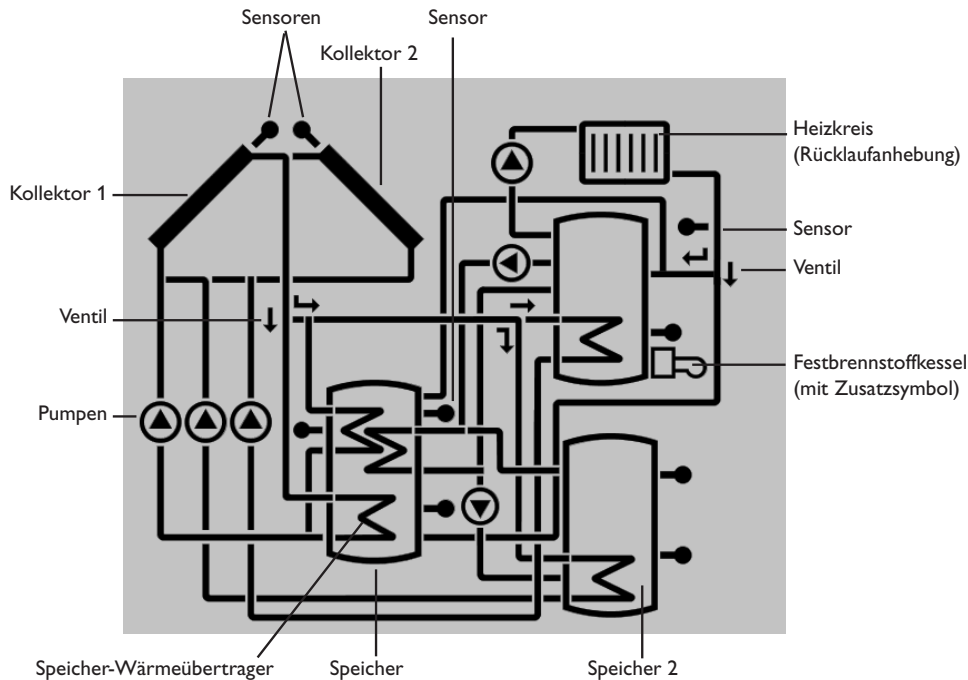 Sensoren
Sensor
Kollektor 2
Heizkreis
(Rücklaufanhebung)
Kollektor 1
Sensor
Ventil
Ventil
Festbrennstoffkessel
(mit Zusatzsymbol)
Pumpen
Speicher-Wärmeübertrager
Speicher
Speicher 2